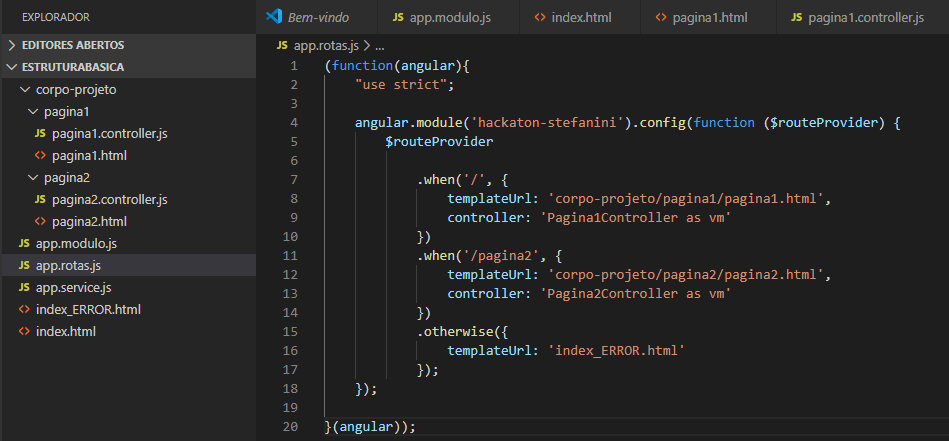 EXPLORADOR
EDITORES ABERTOS
ESTRUTURABASICA
corpo-projeto
pagina1
JS pagina1.controller.js
<> pagina1.html
pagina2
JS pagina2.controller.js
<> pagina2.html
JS app.modulo.js
JS app.rotas.js
JS app.service.js
<> index_ERROR.html
<> index.html
Bem-vindo
JS app.modulo.js
<> index.html
<> pagina1.html
JS pagina1.controller.js
JS app.rotas.js > ...
1 (function(angular){
2     "use strict";
3
4     angular.module('hackaton-stefanini').config(function ($routeProvider) {
5         $routeProvider
6
7             .when('/', {
8                 templateUrl: 'corpo-projeto/pagina1/pagina1.html',
9                 controller: 'Pagina1Controller as vm'
10             })
11             .when('/pagina2', {
12                 templateUrl: 'corpo-projeto/pagina2/pagina2.html',
13                 controller: 'Pagina2Controller as vm'
14             })
15             .otherwise({
16                 templateUrl: 'index_ERROR.html'
17             });
18     });
19
20 }(angular));